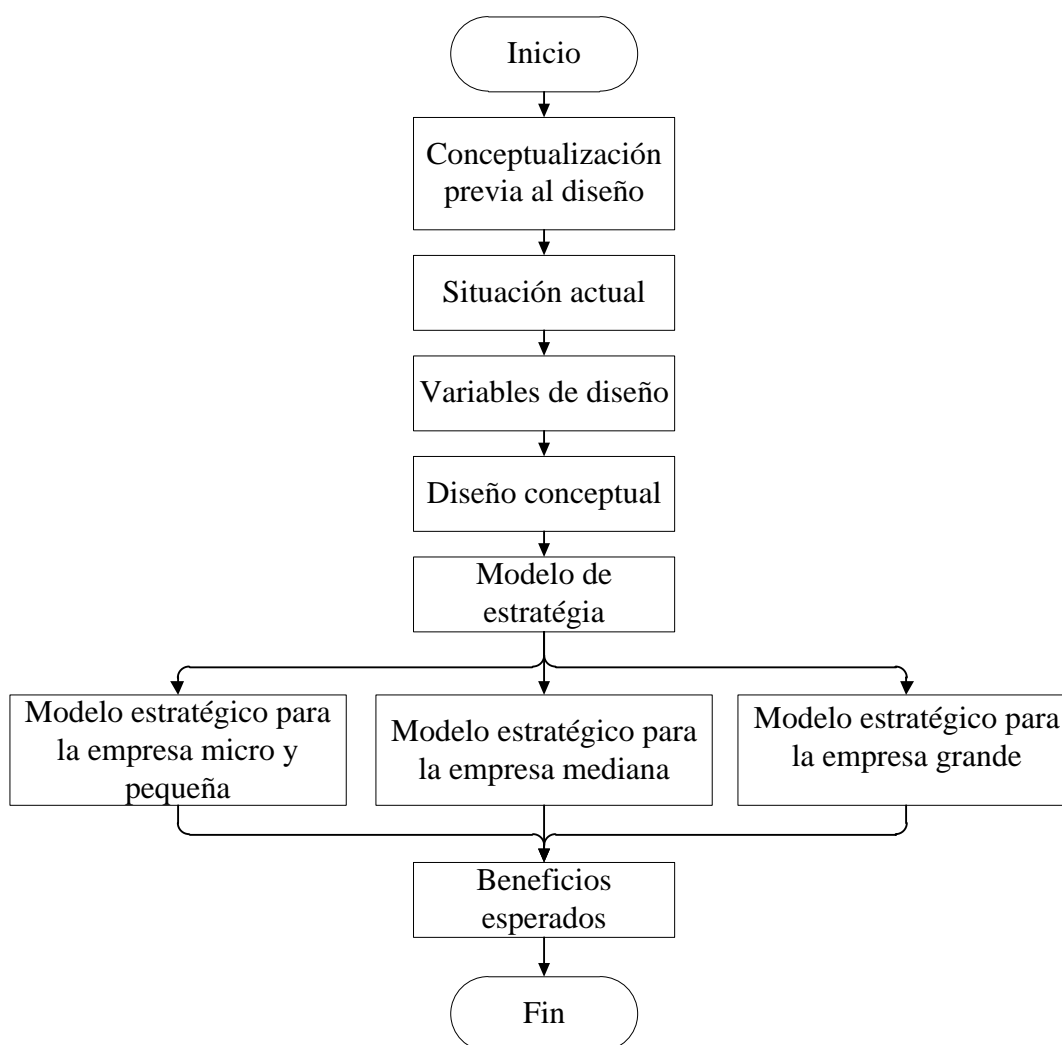 Inicio
Conceptualización
previa al diseño
Situación actual
Variables de diseño
Diseño conceptual
Modelo de
estratégia
Modelo estratégico para
la empresa micro y
pequeña
Modelo estratégico para
la empresa mediana
Modelo estratégico para
la empresa grande
Beneficios
esperados
Fin